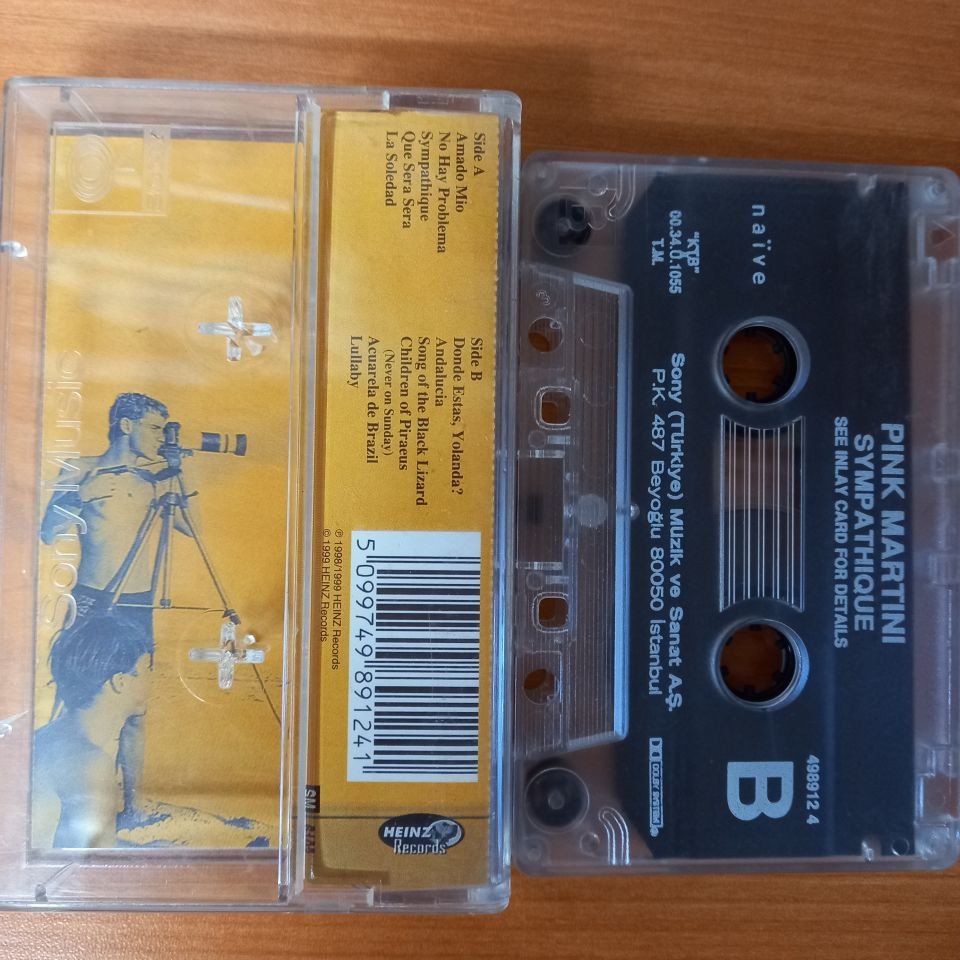 Side A
Amado Mio
No Hay Problema
Sympathique
Que Sera Sera
La Soledad
Side B
Donde Estas, Yolanda?
Andalucia
Song of the Black Lizard
Children of Piraeus
(Never on Sunday)
Acuarela de Brazil
Lullaby
℗ 1998/1999 HEINZ Records
© 1999 HEINZ Records
5 099749 891241
HEINZ
Records
SM
Sony Music
PINK MARTINI
SYMPATHIQUE
SEE INLAY CARD FOR DETAILS
naïve
B
498912 4
"KTB"
00.34.Ü.1055
T.M.
Sony (Türkiye) Müzik ve Sanat A.Ş.
P.K. 487 Beyoğlu 80050 İstanbul
DOLBY SYSTEM